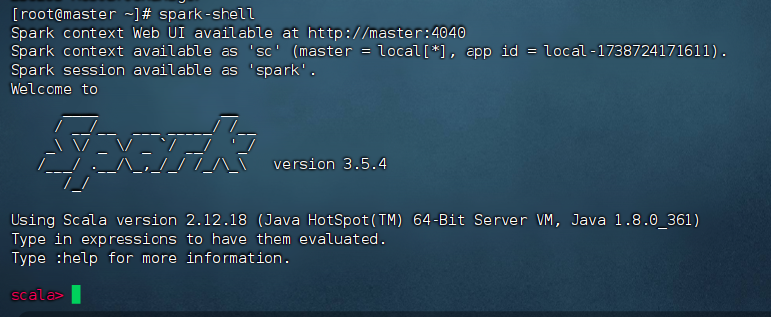 [root@master ~]# spark-shell
Spark context Web UI available at http://master:4040
Spark context available as 'sc' (master = local[*], app id = local-1738724171611).
Spark session available as 'spark'.
Welcome to
      ____              __
     / __/__  ___ _____/ /__
    _\ \/ _ \/ _ `/ __/  '_/
   /___/ .__/\_,_/_/ /_/\_\   version 3.5.4
      /_/
Using Scala version 2.12.18 (Java HotSpot(TM) 64-Bit Server VM, Java 1.8.0_361)
Type in expressions to have them evaluated.
Type :help for more information.
scala>